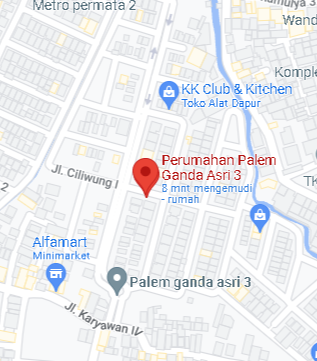 Metro permata 2
Wand
KK Club & Kitchen
Toko Alat Dapur
Komple
Perumahan Palem
Ganda Asri 3
8 mnt mengemudi
- rumah
Jl. Ciliwung I
TK
2
Alfamart
Minimarket
Palem ganda asri 3
Jl. Karyawan IV